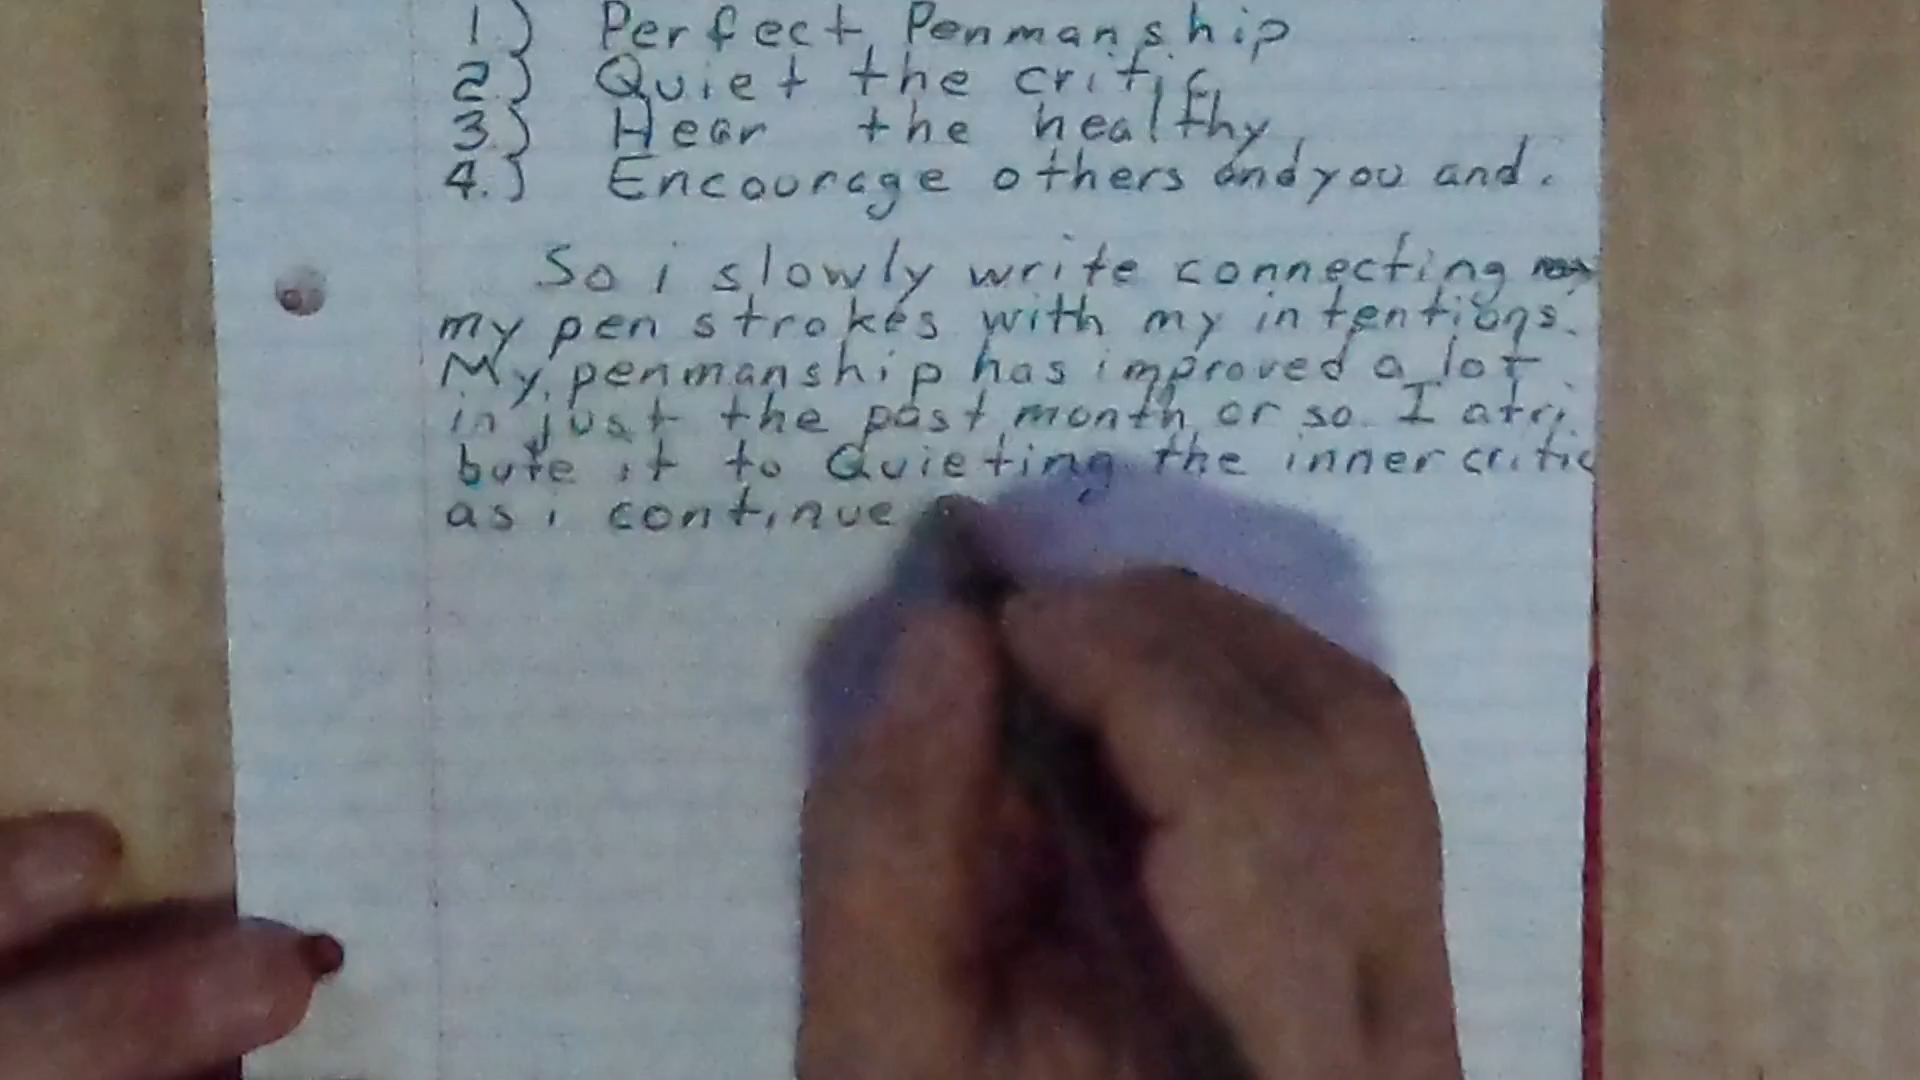 1.) Perfect Penmanship
2.) Quiet the critic
3.) Hear the healthy
4.) Encourage others and you and.
So i slowly write connecting
my pen strokes with my intentions.
My penmanship has improved a lot
in just the past month or so. I atri
bute it to Quieting the inner critic
as i continue